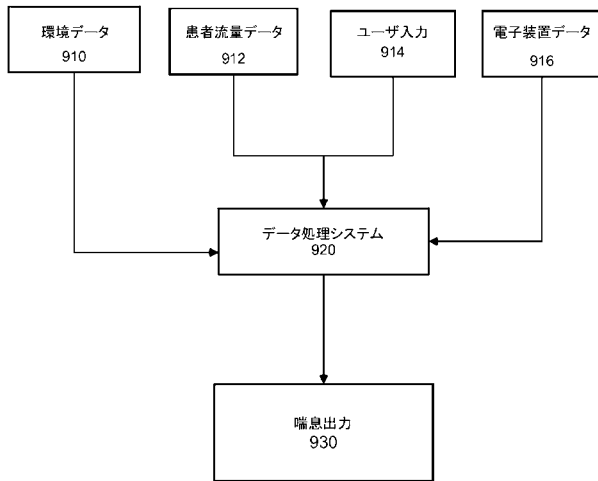 環境データ
910
患者流量データ
912
ユーザ入力
914
電子装置データ
916
データ処理システム
920
喘息出力
930